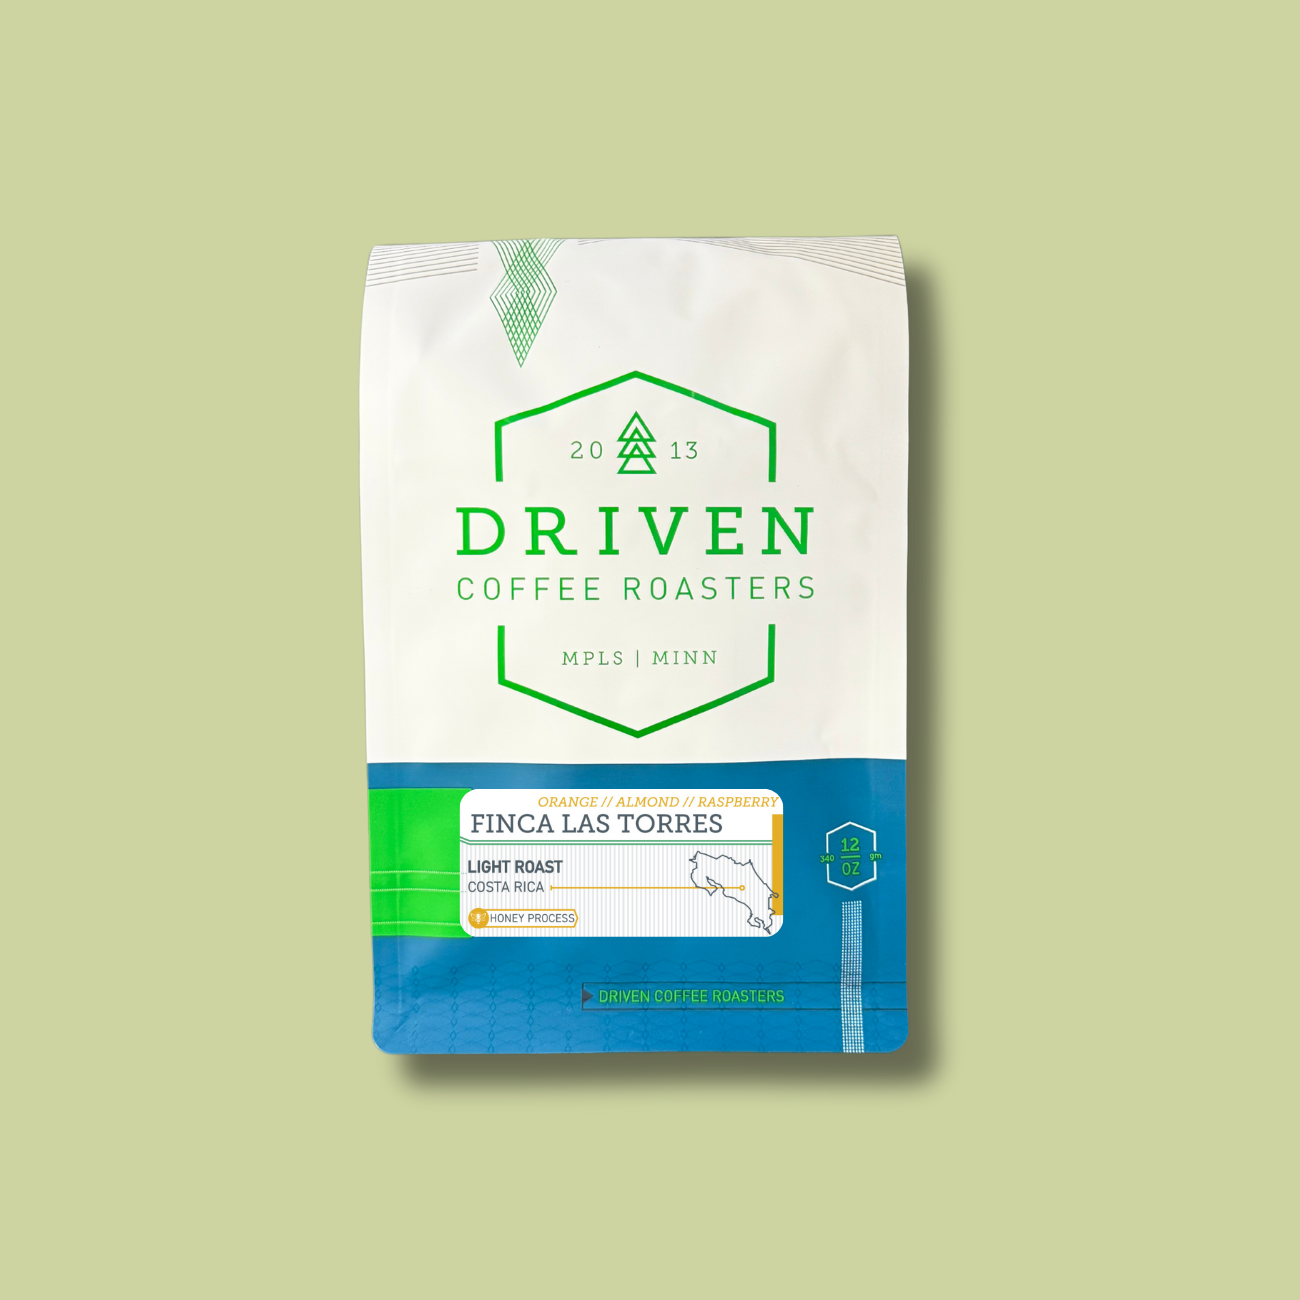 20 13
DRIVEN
COFFEE ROASTERS
MPLS | MINN
ORANGE // ALMOND // RASPBERRY
FINCA LAS TORRES
LIGHT ROAST
COSTA RICA
HONEY PROCESS
12
340 gm
OZ
DRIVEN COFFEE ROASTERS